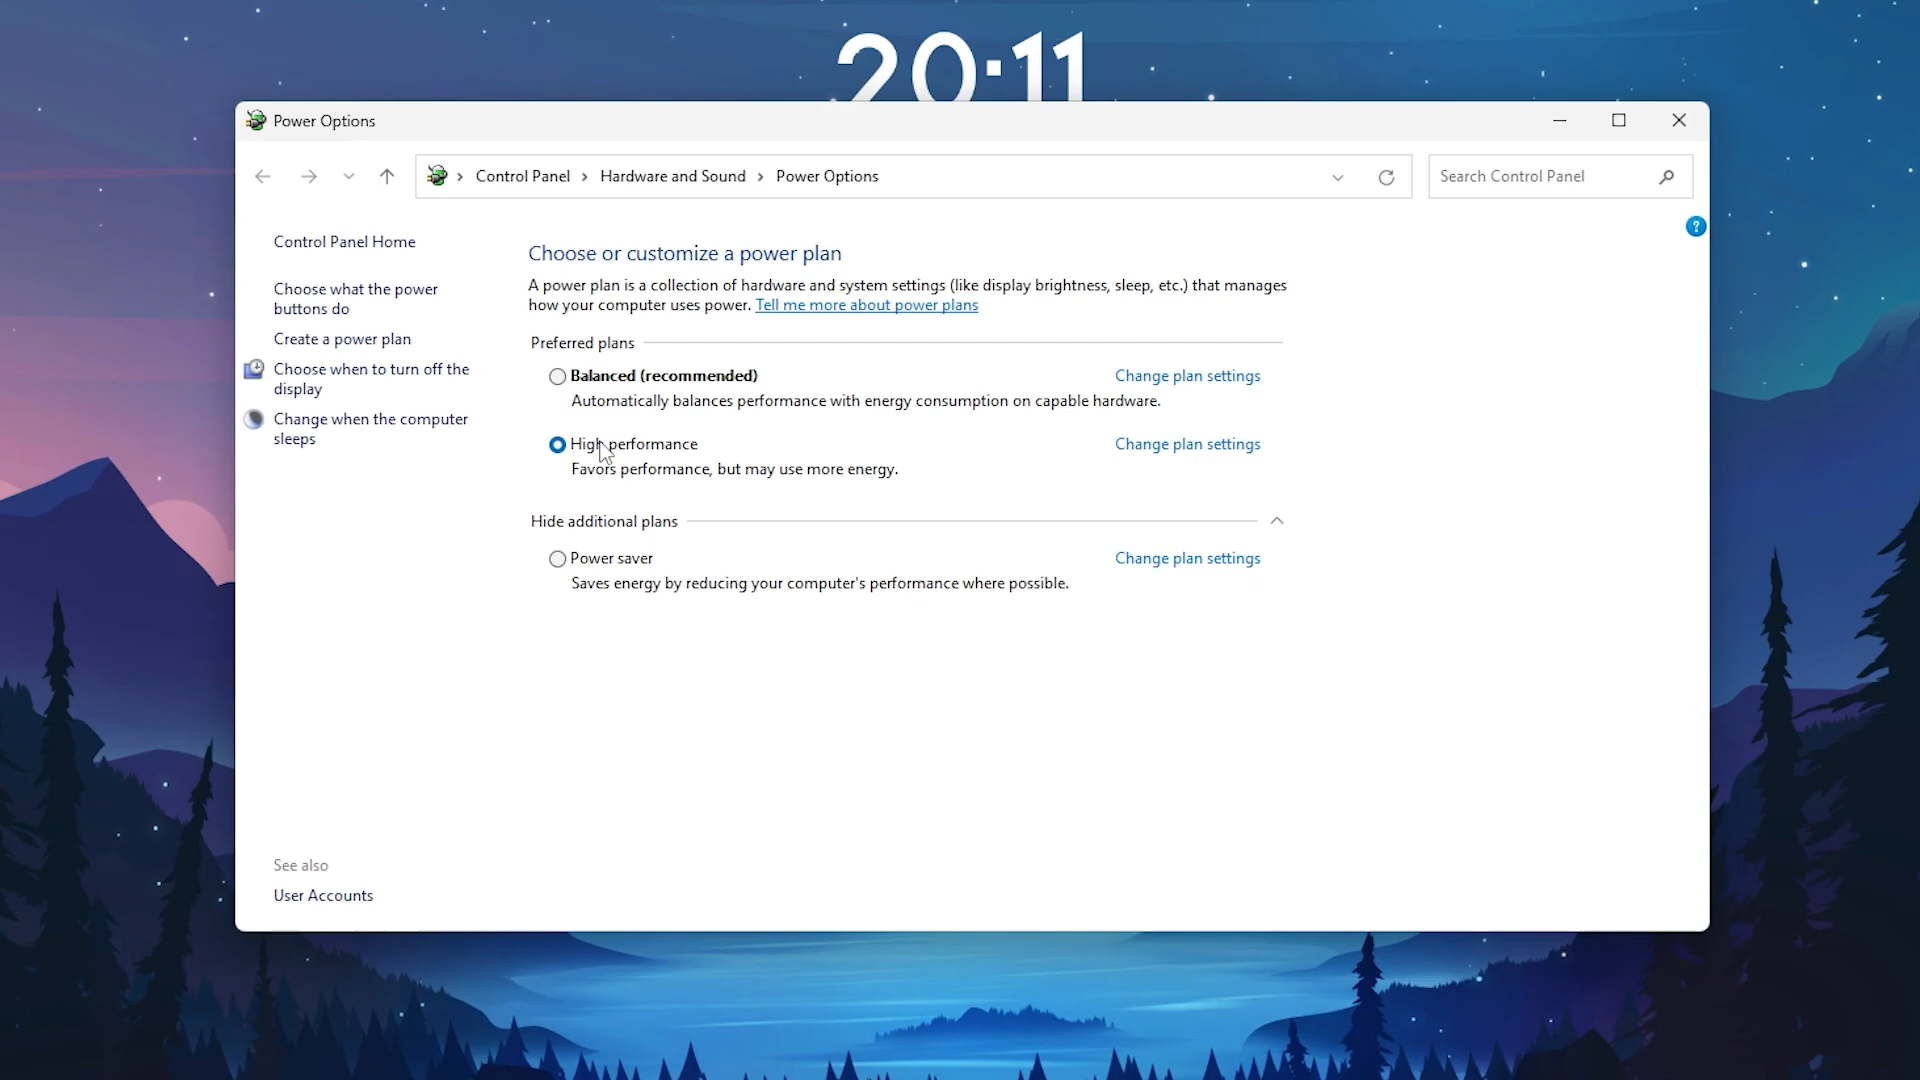 20:11
Power Options
Control Panel > Hardware and Sound > Power Options
Search Control Panel
?
Control Panel Home
Choose what the power
buttons do
Create a power plan
Choose when to turn off the
display
Change when the computer
sleeps
Choose or customize a power plan
A power plan is a collection of hardware and system settings (like display brightness, sleep, etc.) that manages
how your computer uses power. Tell me more about power plans
Preferred plans
Balanced (recommended) Change plan settings
Automatically balances performance with energy consumption on capable hardware.
High performance Change plan settings
Favors performance, but may use more energy.
Hide additional plans
Power saver Change plan settings
Saves energy by reducing your computer's performance where possible.
See also
User Accounts